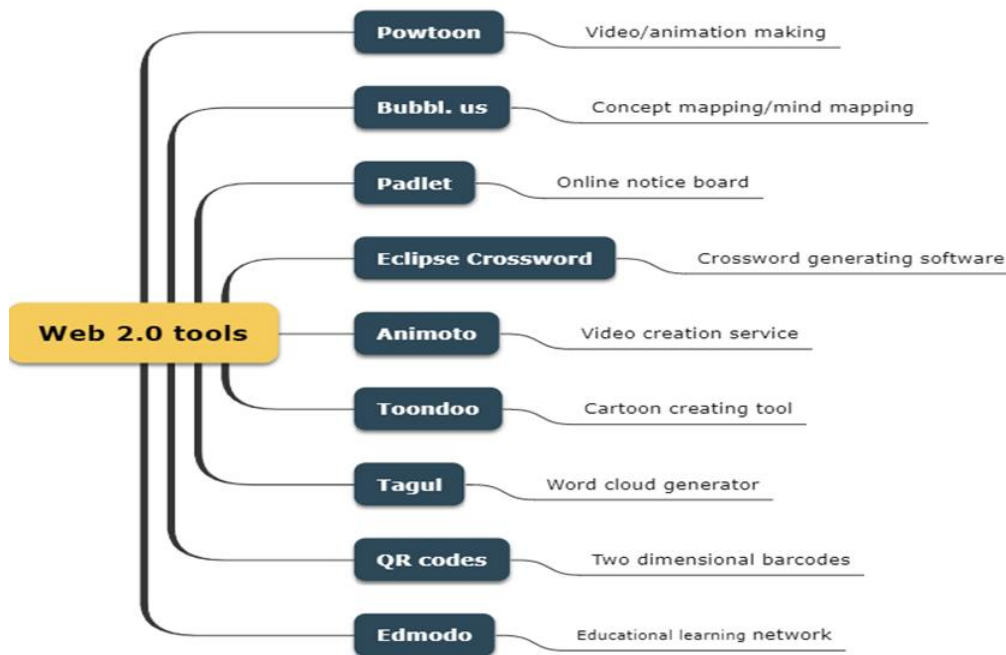 Powtoon Video/animation making
Bubbl. us Concept mapping/mind mapping
Padlet Online notice board
Eclipse Crossword Crossword generating software
Web 2.0 tools Animoto Video creation service
Toondoo Cartoon creating tool
Tagul Word cloud generator
QR codes Two dimensional barcodes
Edmodo Educational learning network